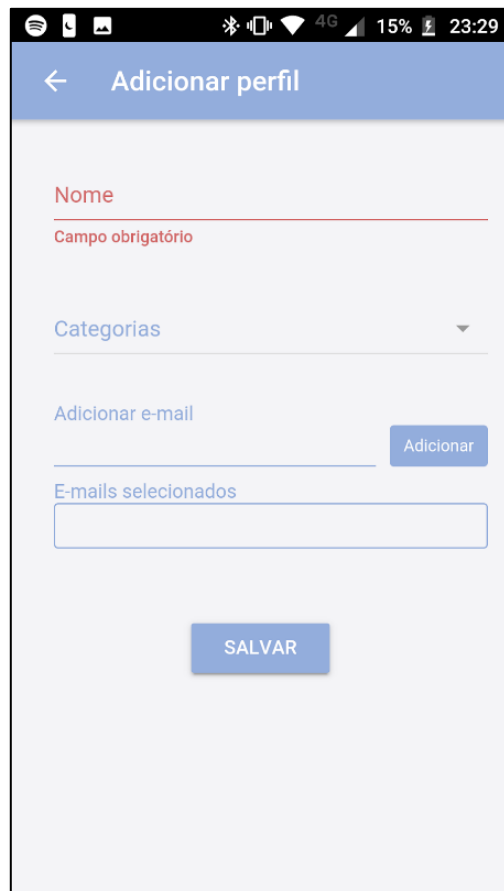 4G 15% 23:29
Adicionar perfil
Nome
Campo obrigatório
Categorias
Adicionar e-mail
Adicionar
E-mails selecionados
SALVAR